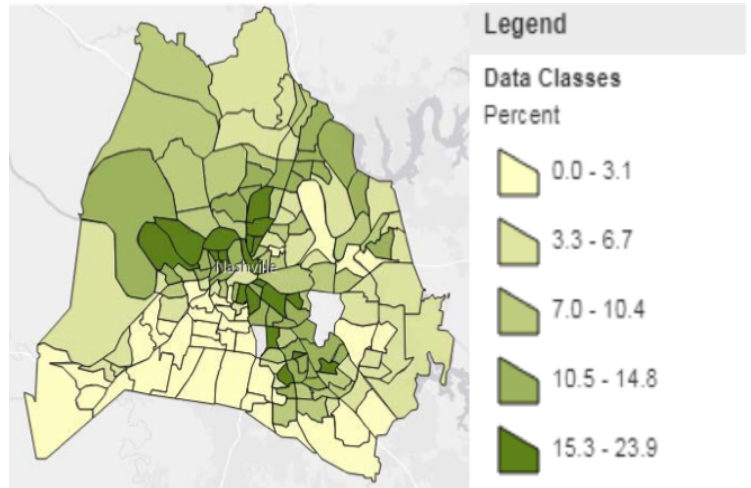 Nashville
Legend
Data Classes
Percent
0.0 - 3.1
3.3 - 6.7
7.0 - 10.4
10.5 - 14.8
15.3 - 23.9